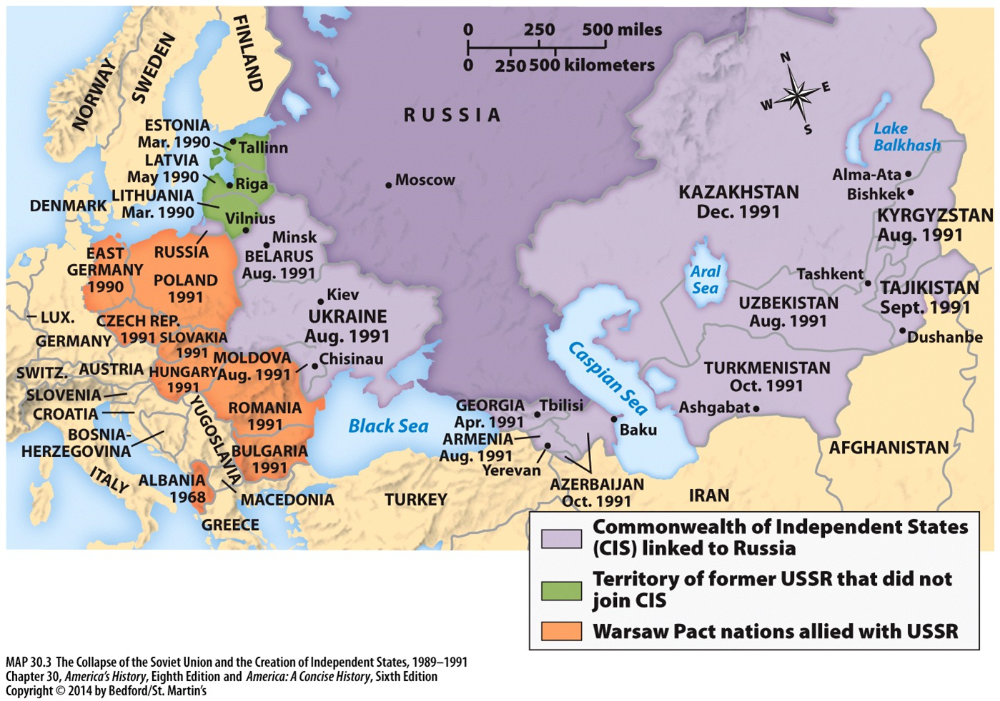 0 250 500 miles
0 250 500 kilometers
NORWAY
SWEDEN
FINLAND
N
W E
S
RUSSIA
Lake
Balkhash
ESTONIA
Mar. 1990
Tallinn
LATVIA
May 1990
Riga
LITHUANIA
Mar. 1990
Vilnius
DENMARK
Moscow
Alma-Ata
Bishkek
KAZAKHSTAN
Dec. 1991
KYRGYZSTAN
Aug. 1991
Minsk
BELARUS
Aug. 1991
RUSSIA
EAST
GERMANY
1990
POLAND
1991
Aral
Sea
Tashkent
TAJIKISTAN
Sept. 1991
UZBEKISTAN
Aug. 1991
Dushanbe
Kiev
UKRAINE
Aug. 1991
LUX.
GERMANY
CZECH REP.
1991
SLOVAKIA
1991
MOLDOVA
Aug. 1991
Chisinau
Caspian Sea
TURKMENISTAN
Oct. 1991
Ashgabat
SWITZ.
AUSTRIA
HUNGARY
1991
SLOVENIA
CROATIA
BOSNIA-
HERZEGOVINA
YUGOSLAVIA
ROMANIA
1991
Black Sea
GEORGIA
Apr. 1991
Tbilisi
ARMENIA
Aug. 1991
Yerevan
Baku
AZERBAIJAN
Oct. 1991
BULGARIA
1991
ITALY
ALBANIA
1968
MACEDONIA
GREECE
TURKEY
IRAN
AFGHANISTAN
Commonwealth of Independent States
(CIS) linked to Russia
Territory of former USSR that did not
join CIS
Warsaw Pact nations allied with USSR
MAP 30.3 The Collapse of the Soviet Union and the Creation of Independent States, 1989–1991
Chapter 30, America's History, Eighth Edition and America: A Concise History, Sixth Edition
Copyright © 2014 by Bedford/St. Martin's